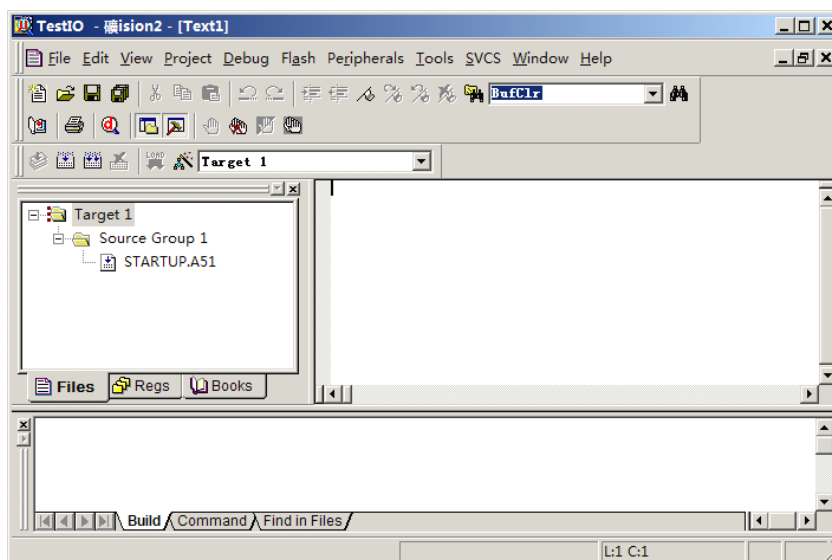 TestIO - 礦ision2 - [Text1]
File Edit View Project Debug Flash Peripherals Tools SVCS Window Help
BufClr
LOAD Target 1
Target 1
Source Group 1
STARTUP.A51
Files Regs Books
Build Command Find in Files
L:1 C:1